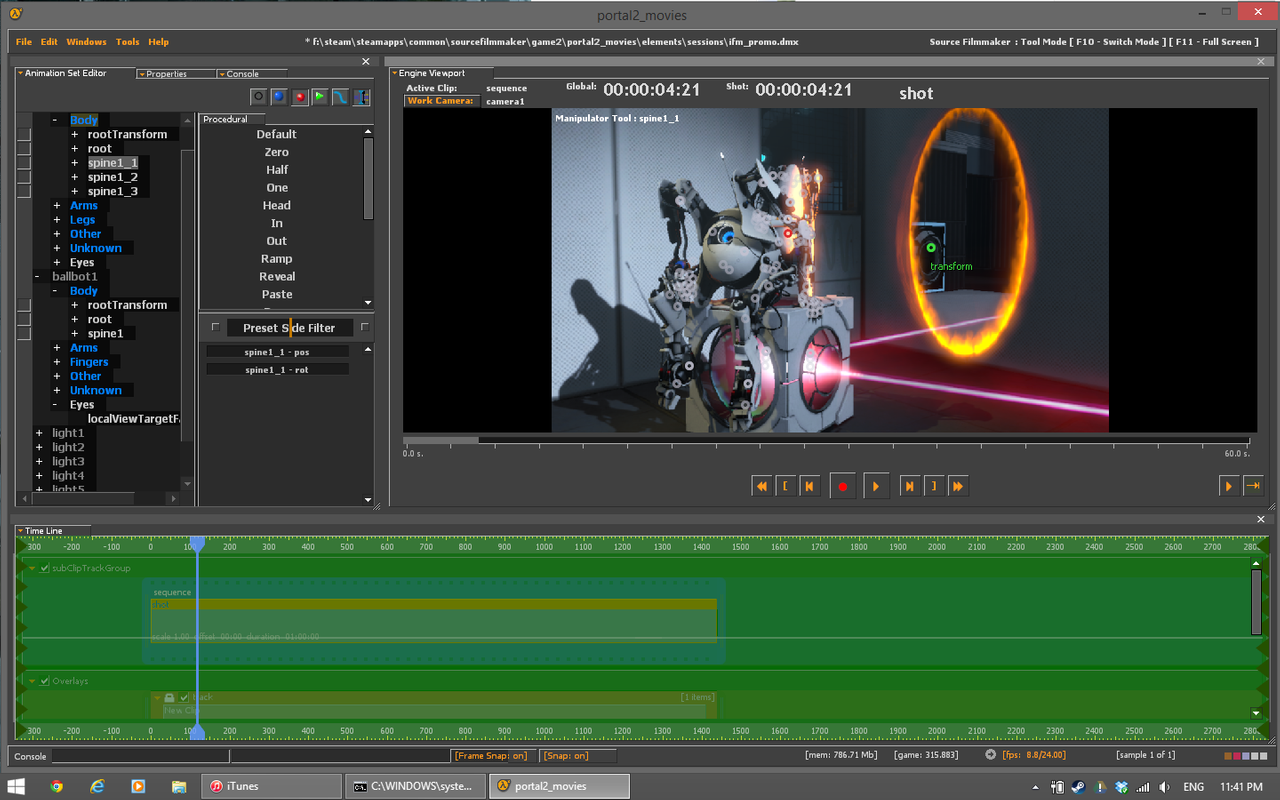 portal2_movies
File Edit Windows Tools Help
* f:\steam\steamapps\common\sourcefilmmaker\game2\portal2_movies\elements\sessions\ifm_promo.dmx
Source Filmmaker : Tool Mode [ F10 - Switch Mode ] [ F11 - Full Screen ]
Animation Set Editor
Properties
Console
- Body
+ rootTransform
+ root
+ spine1_1
+ spine1_2
+ spine1_3
+ Arms
+ Legs
+ Other
+ Unknown
+ Eyes
- ballbot1
- Body
+ rootTransform
+ root
+ spine1
+ Arms
+ Fingers
+ Other
+ Unknown
- Eyes
localViewTargetFa
+ light1
+ light2
+ light3
+ light4
+ light5
Procedural
Default
Zero
Half
One
Head
In
Out
Ramp
Reveal
Paste
Preset Side Filter
spine1_1 - pos
spine1_1 - rot
Engine Viewport
Active Clip: sequence
Work Camera: camera1
Global: 00:00:04:21
Shot: 00:00:04:21
shot
Manipulator Tool : spine1_1
transform
0.0 s.
60.0 s.
Time Line
-300 -200 -100 0 100 200 300 400 500 600 700 800 900 1000 1100 1200 1300 1400 1500 1600 1700 1800 1900 2000 2100 2200 2300 2400 2500 2600 2700 280
subClipTrackGroup
sequence
shot
scale 1.00 offset 00:00 duration 01:00:00
Overlays
Track
[1 items]
New Clip
-300 -200 -100 0 100 200 300 400 500 600 700 800 900 1000 1100 1200 1300 1400 1500 1600 1700 1800 1900 2000 2100 2200 2300 2400 2500 2600 2700 280
Console
[Frame Snap: on]
[Snap: on]
[mem: 786.71 Mb]
[game: 315.883]
[fps: 8.8/24.00]
[sample 1 of 1]
iTunes
C:\WINDOWS\syste...
portal2_movies
ENG
11:41 PM